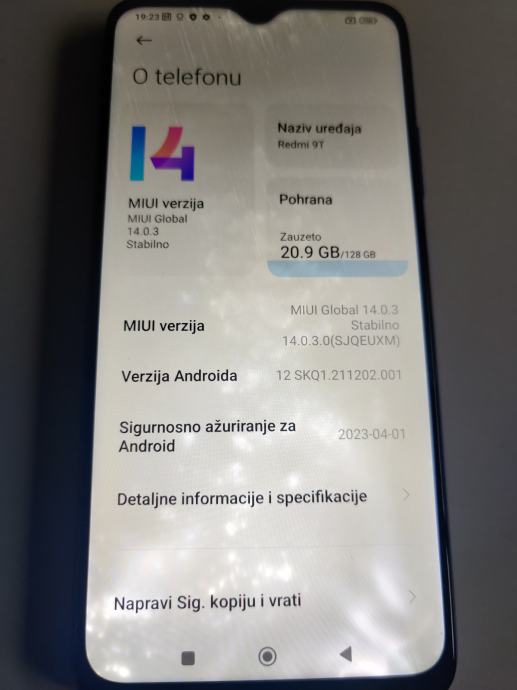 19:23
O telefonu
14
MIUI verzija
MIUI Global
14.0.3
Stabilno
Naziv uređaja
Redmi 9T
Pohrana
Zauzeto
20.9 GB/128 GB
MIUI verzija
MIUI Global 14.0.3
Stabilno
14.0.3.0(SJQEUXM)
Verzija Androida
12 SKQ1.211202.001
Sigurnosno ažuriranje za
Android
2023-04-01
Detaljne informacije i specifikacije
Napravi Sig. kopiju i vrati